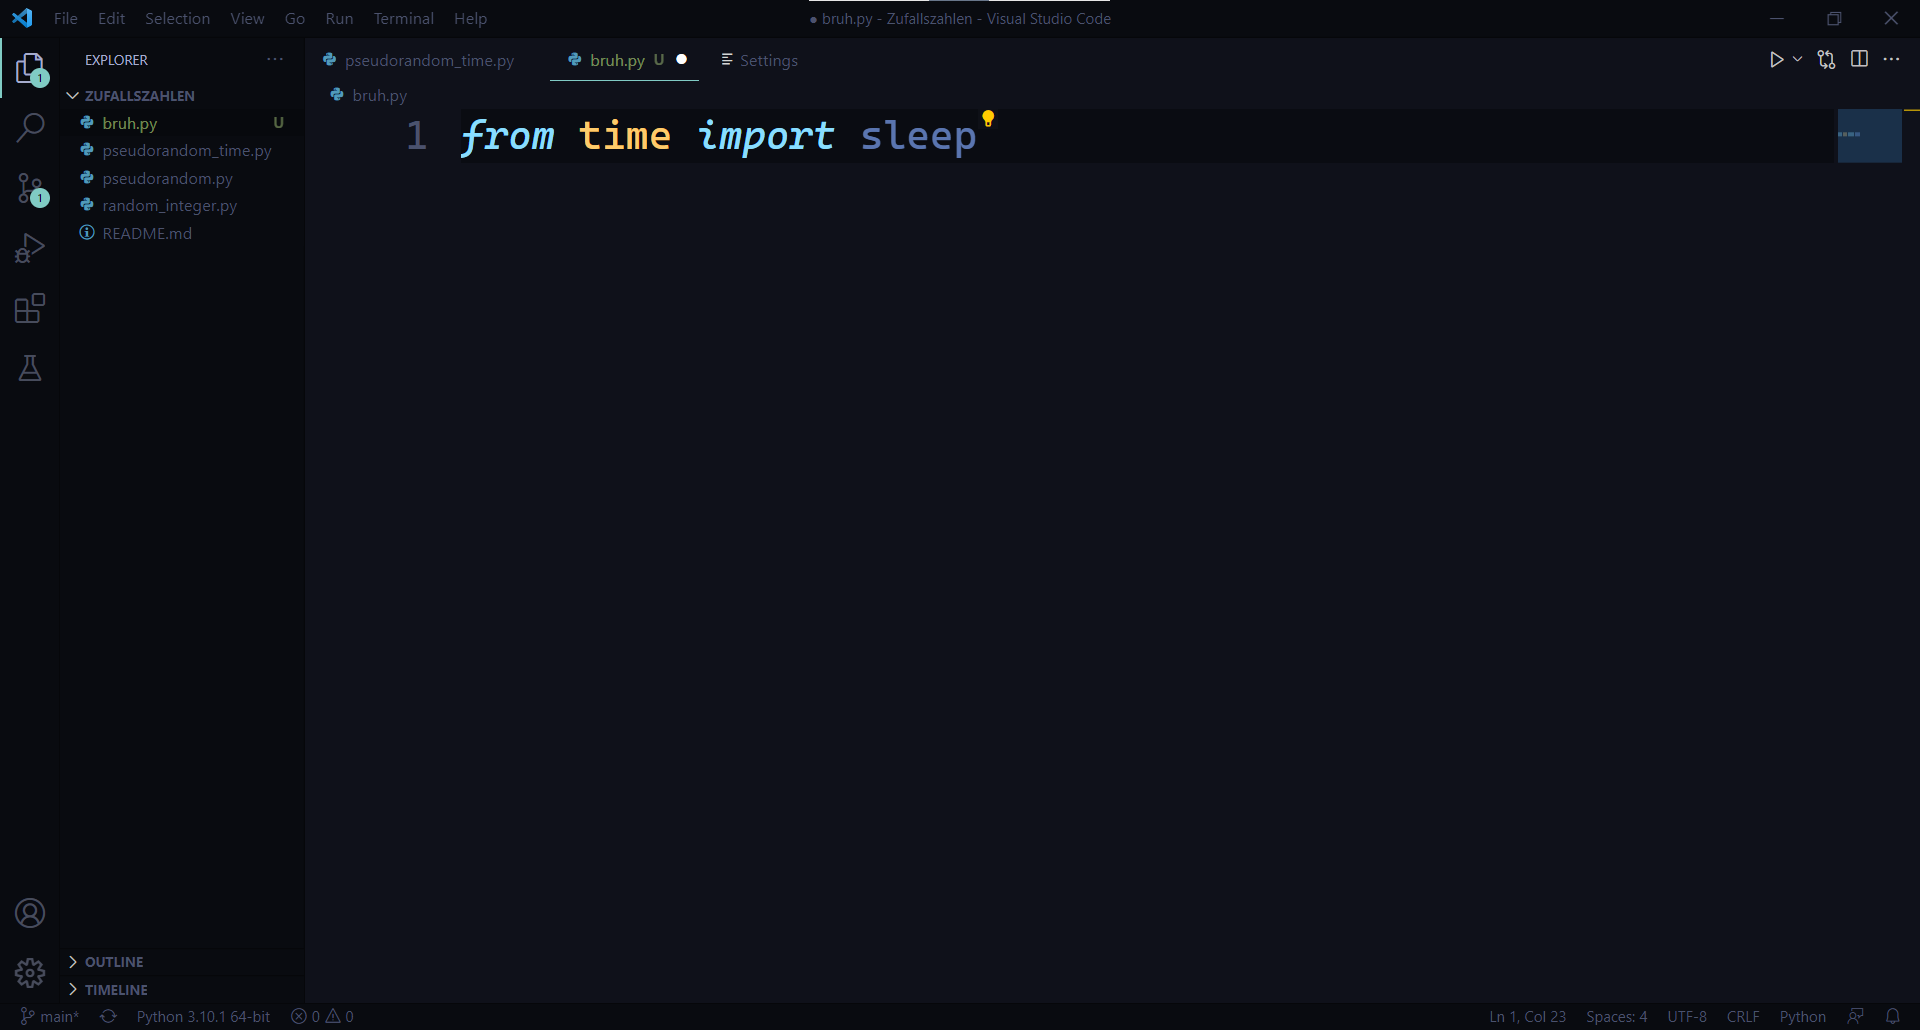 File Edit Selection View Go Run Terminal Help
● bruh.py - Zufallszahlen - Visual Studio Code
EXPLORER
pseudorandom_time.py
bruh.py U
Settings
1
ZUFALLSZAHLEN
bruh.py U
pseudorandom_time.py
pseudorandom.py
random_integer.py
README.md
1
bruh.py
1 from time import sleep
OUTLINE
TIMELINE
main* Python 3.10.1 64-bit 0 0
Ln 1, Col 23 Spaces: 4 UTF-8 CRLF Python